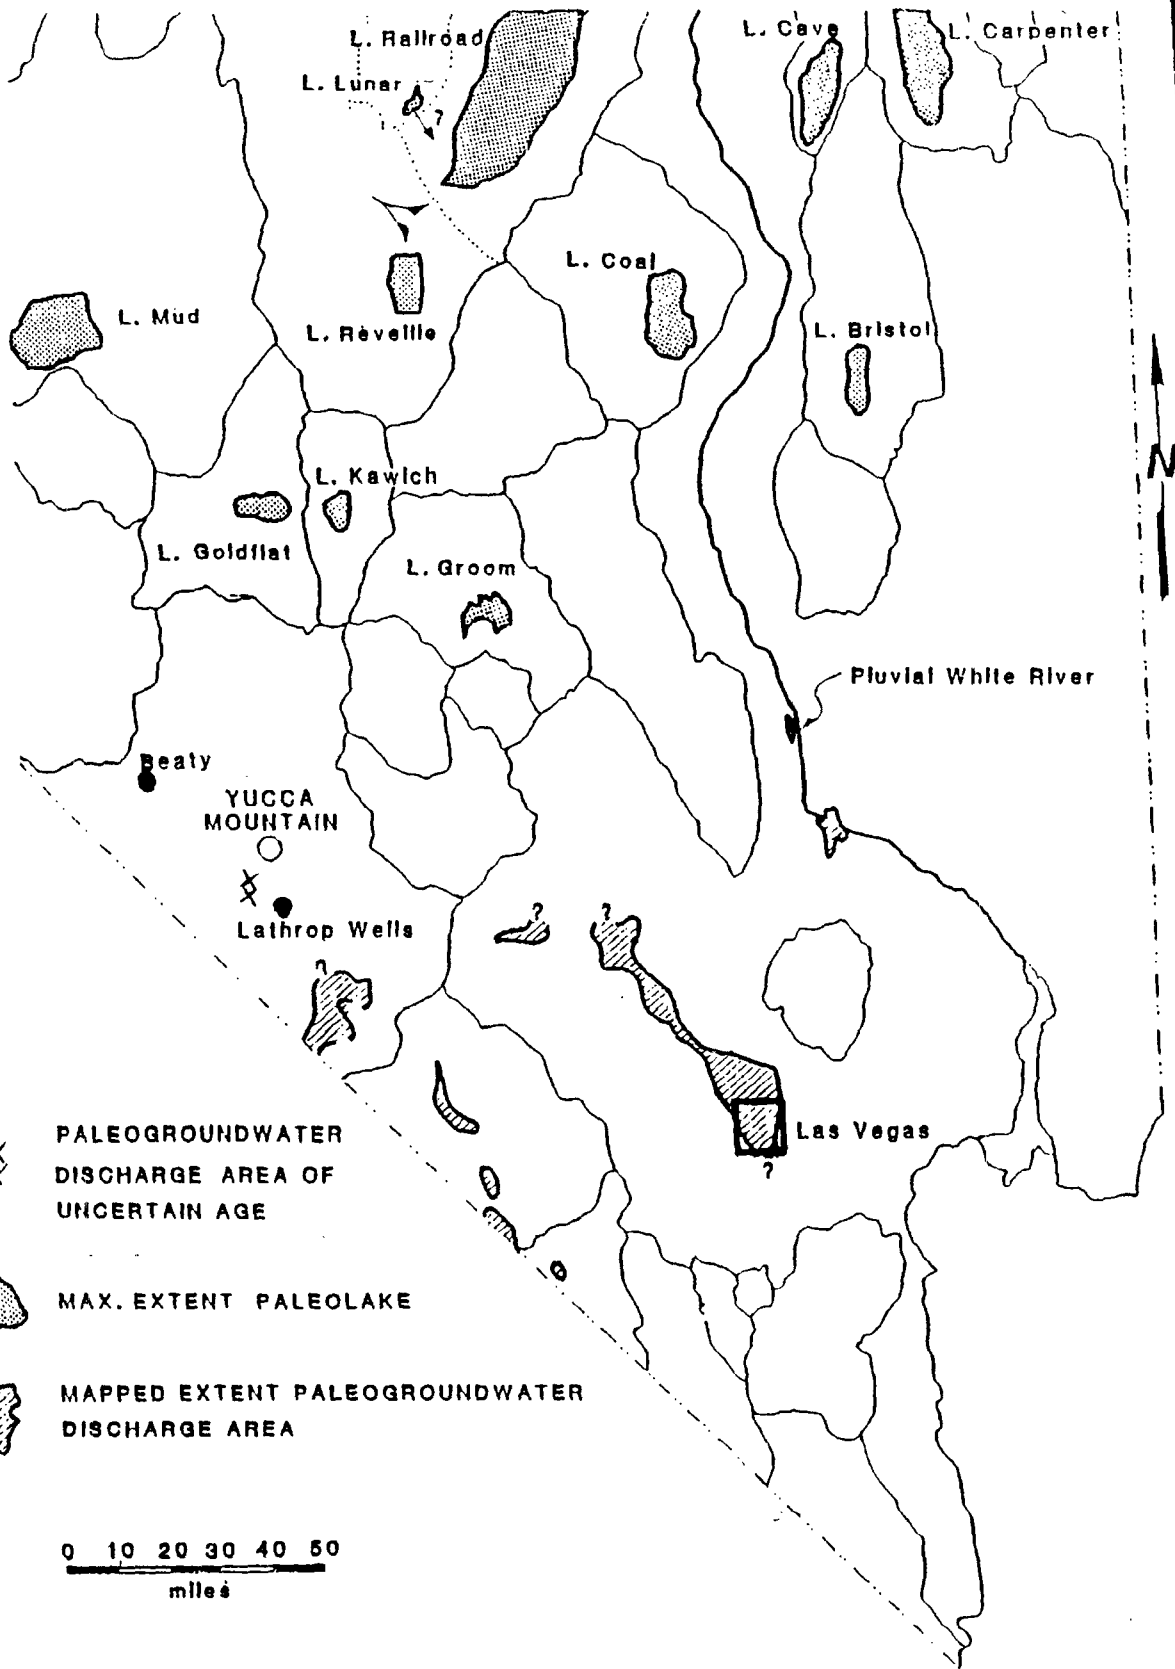 L. Railroad
L. Cave
L. Carpenter
L. Lunar
?
L. Coal
L. Mud
L. Reveille
L. Bristol
N
L. Kawich
L. Goldflat
L. Groom
Pluvial White River
Beaty
YUCCA
MOUNTAIN
Lathrop Wells
?
?
?
Las Vegas
?
PALEOGROUNDWATER
DISCHARGE AREA OF
UNCERTAIN AGE
MAX. EXTENT PALEOLAKE
MAPPED EXTENT PALEOGROUNDWATER
DISCHARGE AREA
0 10 20 30 40 50
miles